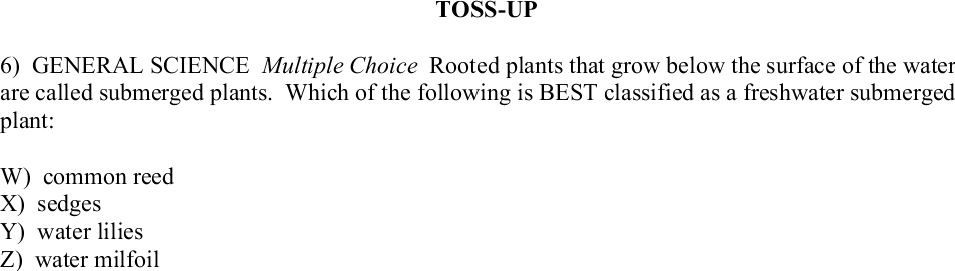 TOSS-UP
6) GENERAL SCIENCE Multiple Choice Rooted plants that grow below the surface of the water
are called submerged plants. Which of the following is BEST classified as a freshwater submerged
plant:
W) common reed
X) sedges
Y) water lilies
Z) water milfoil